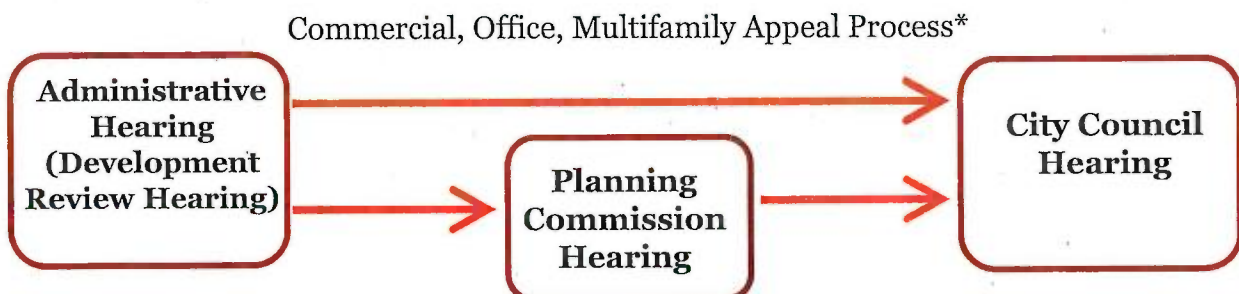 Commercial, Office, Multifamily Appeal Process*
Administrative
Hearing
(Development
Review Hearing)
Planning
Commission
Hearing
City Council
Hearing